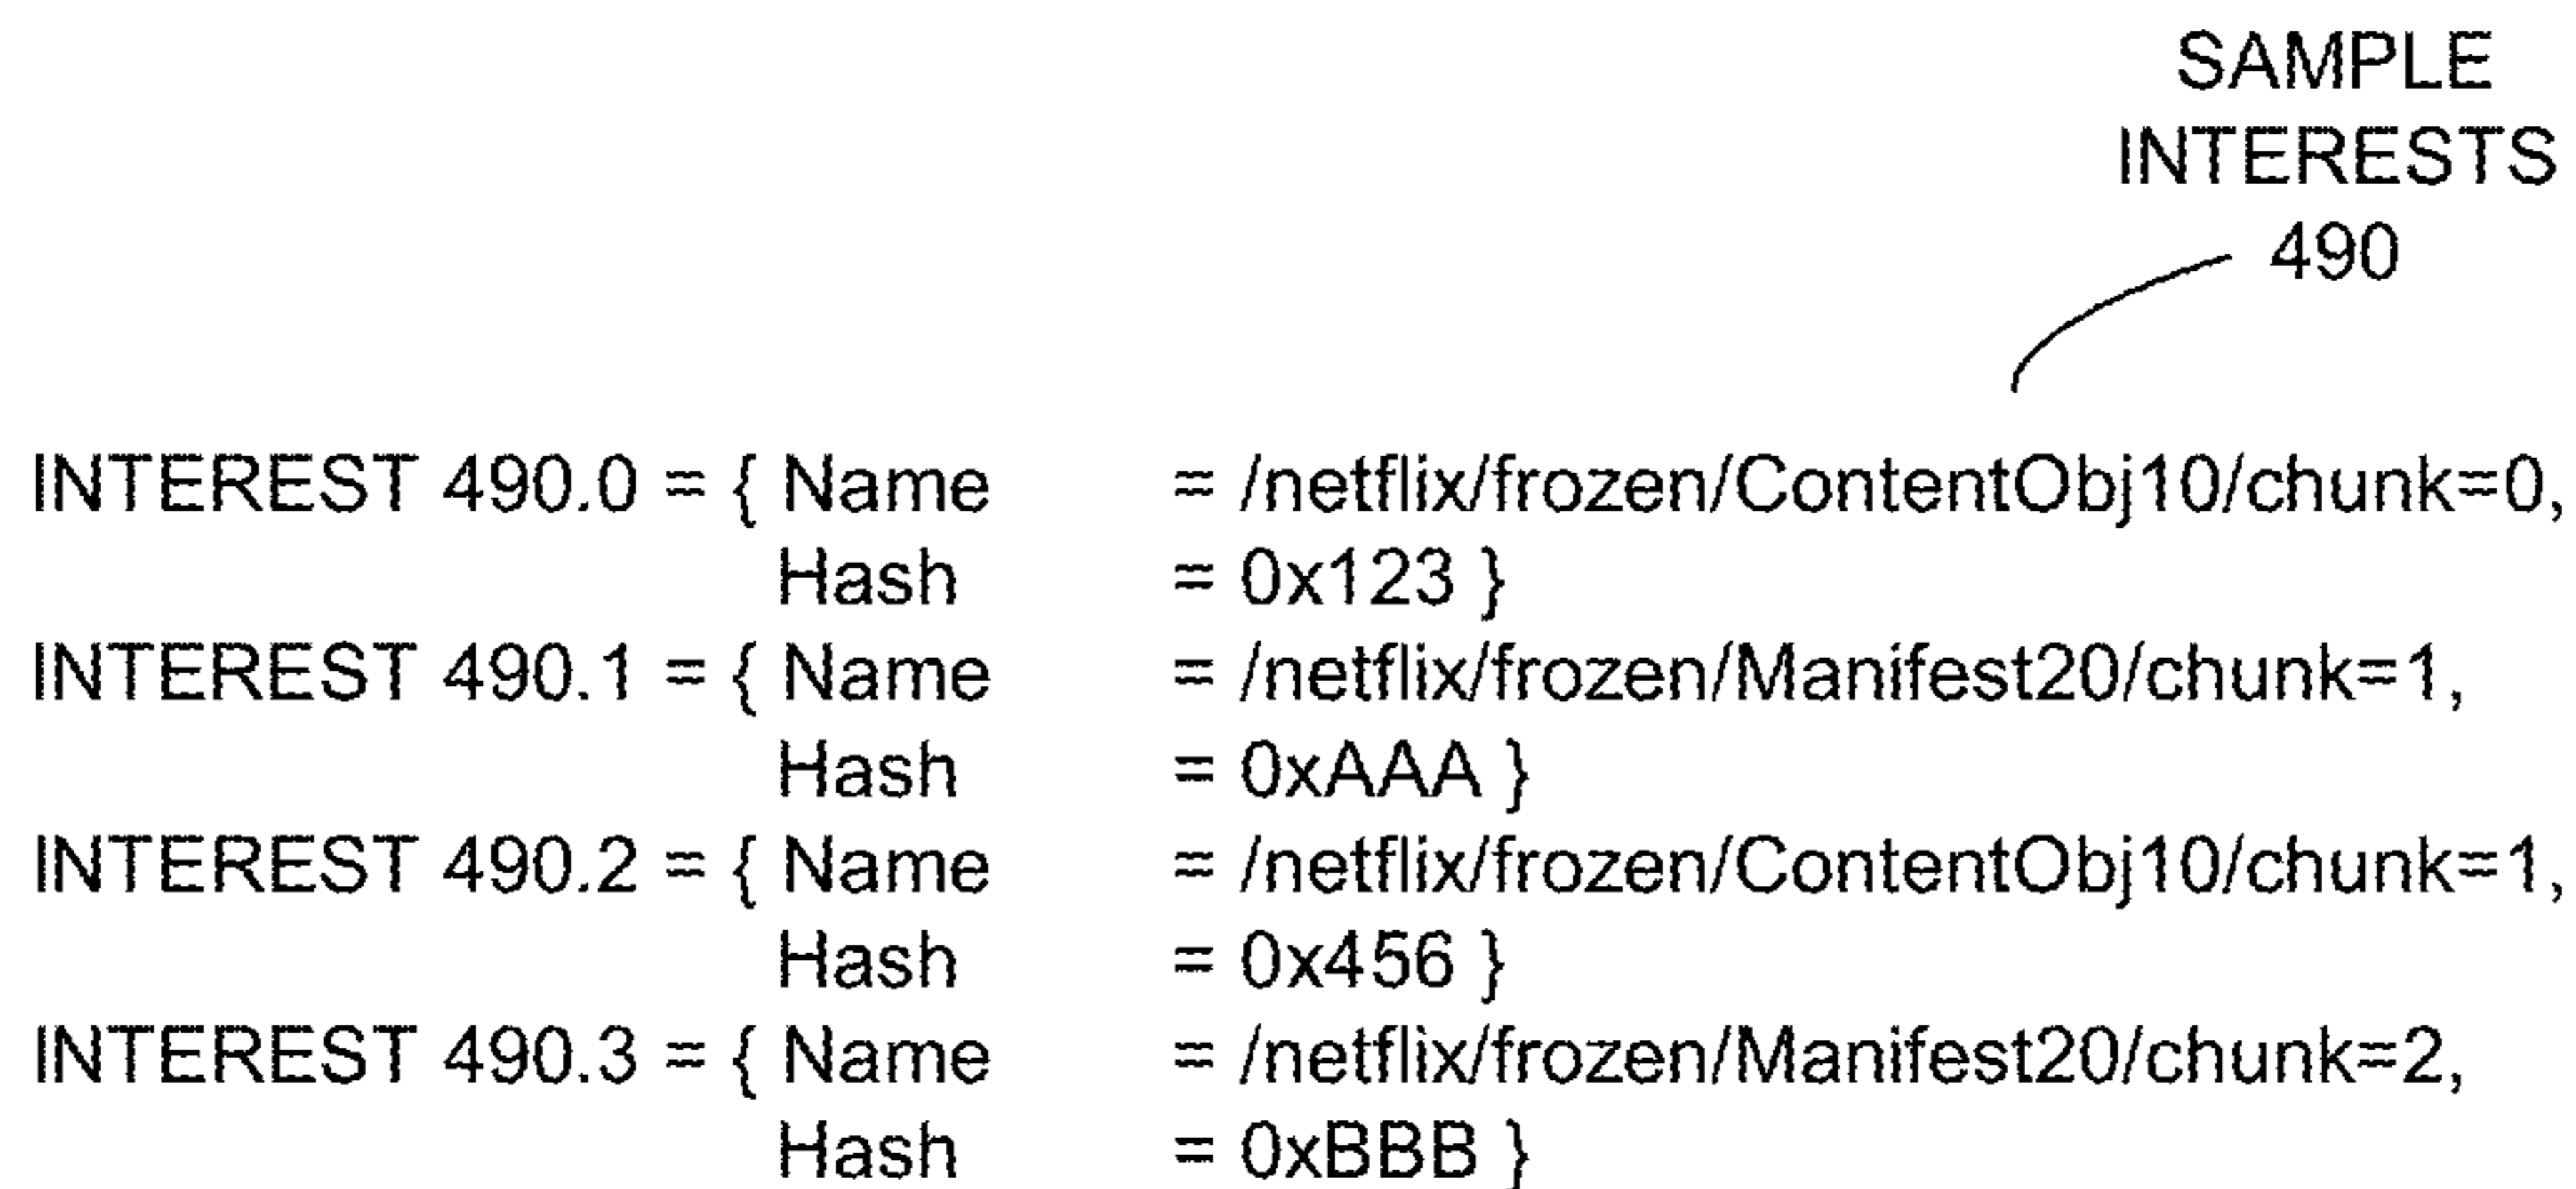 SAMPLE
INTERESTS
490
INTEREST 490.0 = { Name = /netflix/frozen/ContentObj10/chunk=0,
Hash = 0x123 }
INTEREST 490.1 = { Name = /netflix/frozen/Manifest20/chunk=1,
Hash = 0xAAA }
INTEREST 490.2 = { Name = /netflix/frozen/ContentObj10/chunk=1,
Hash = 0x456 }
INTEREST 490.3 = { Name = /netflix/frozen/Manifest20/chunk=2,
Hash = 0xBBB }